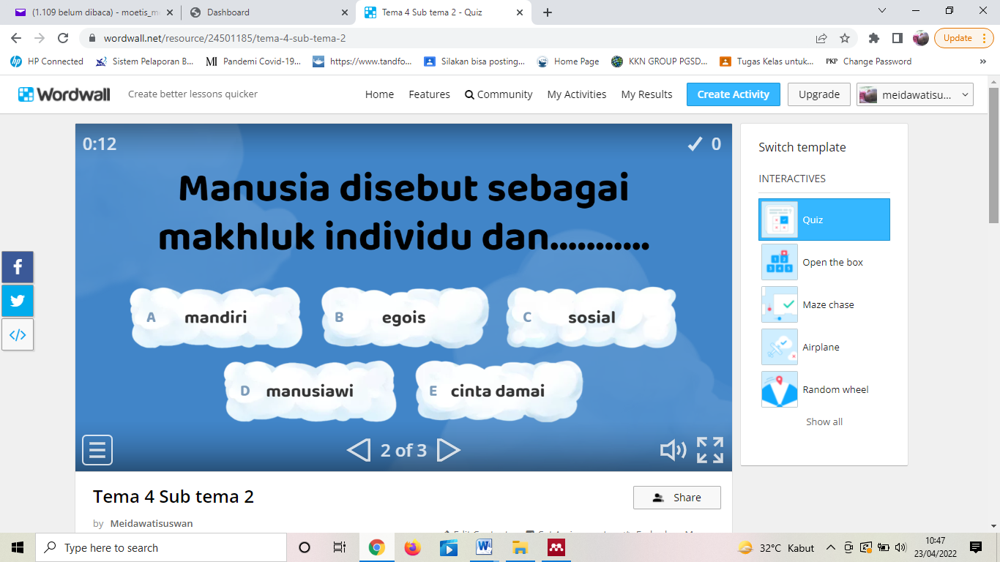 (1.109 belum dibaca) - moetis_m
Dashboard
Tema 4 Sub tema 2 - Quiz
wordwall.net/resource/24501185/tema-4-sub-tema-2
Update
HP Connected
Sistem Pelaporan B...
MI Pandemi Covid-19...
https://www.tandfo...
Silakan bisa posting...
Home Page
KKN GROUP PGSD...
Tugas Kelas untuk...
PKP Change Password
»
Wordwall
Create better lessons quicker
Home
Features
Community
My Activities
My Results
Create Activity
Upgrade
meidawatisu...
0:12
0
Manusia disebut sebagai
makhluk individu dan...........
A mandiri
B egois
C sosial
D manusiawi
E cinta damai
2 of 3
Switch template
INTERACTIVES
Quiz
Open the box
Maze chase
Airplane
Random wheel
Show all
Tema 4 Sub tema 2
Share
by Meidawatisuswan
Type here to search
32°C Kabut
10:47
23/04/2022